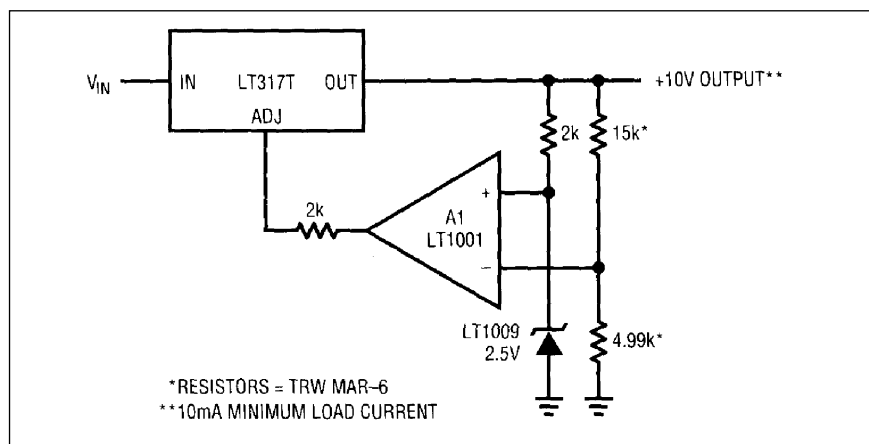 LT317T
V_IN
IN
OUT
ADJ
+10V OUTPUT**
2k
15k*
2k
+
A1
LT1001
−
LT1009
2.5V
4.99k*
*RESISTORS = TRW MAR–6
**10mA MINIMUM LOAD CURRENT